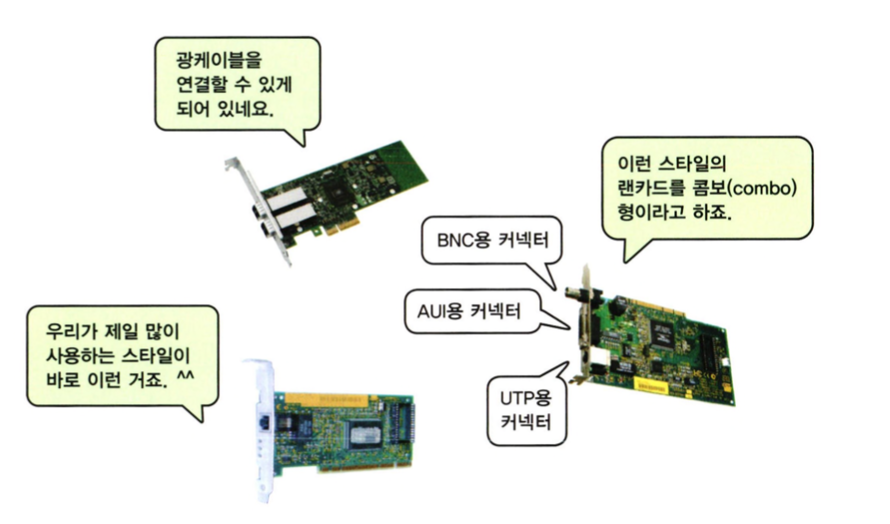 광케이블을
연결할 수 있게
되어 있네요.
이런 스타일의
랜카드를 콤보(combo)
형이라고 하죠.
BNC용 커넥터
AUI용 커넥터
UTP용
커넥터
우리가 제일 많이
사용하는 스타일이
바로 이런 거죠. ^^